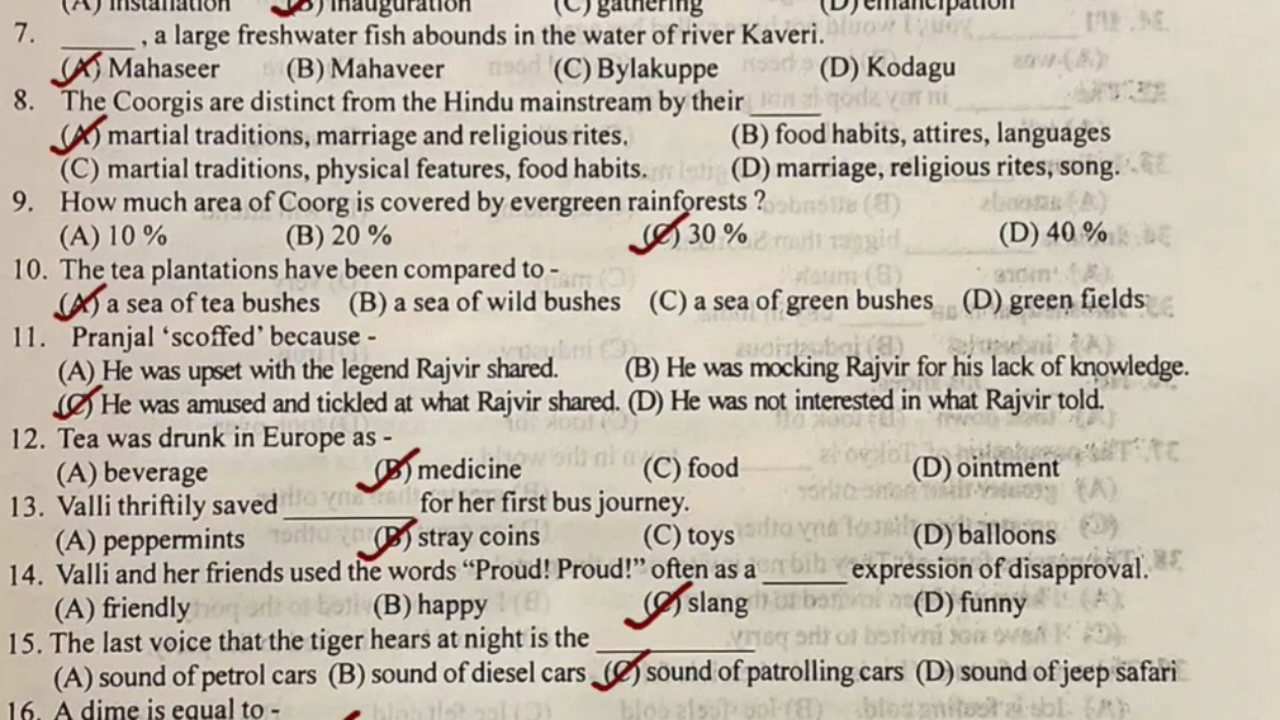 (A) installation (B) inauguration (C) gathering (D) emancipation
7. ______ , a large freshwater fish abounds in the water of river Kaveri.
(A) Mahaseer (B) Mahaveer (C) Bylakuppe (D) Kodagu
8. The Coorgis are distinct from the Hindu mainstream by their ______
(A) martial traditions, marriage and religious rites. (B) food habits, attires, languages
(C) martial traditions, physical features, food habits. (D) marriage, religious rites, song.
9. How much area of Coorg is covered by evergreen rainforests ?
(A) 10 % (B) 20 % (C) 30 % (D) 40 %
10. The tea plantations have been compared to -
(A) a sea of tea bushes (B) a sea of wild bushes (C) a sea of green bushes (D) green fields
11. Pranjal ‘scoffed’ because -
(A) He was upset with the legend Rajvir shared. (B) He was mocking Rajvir for his lack of knowledge.
(C) He was amused and tickled at what Rajvir shared. (D) He was not interested in what Rajvir told.
12. Tea was drunk in Europe as -
(A) beverage (B) medicine (C) food (D) ointment
13. Valli thriftily saved __________ for her first bus journey.
(A) peppermints (B) stray coins (C) toys (D) balloons
14. Valli and her friends used the words “Proud! Proud!” often as a ______ expression of disapproval.
(A) friendly (B) happy (C) slang (D) funny
15. The last voice that the tiger hears at night is the ____________
(A) sound of petrol cars (B) sound of diesel cars (C) sound of patrolling cars (D) sound of jeep safari
16. A dime is equal to -